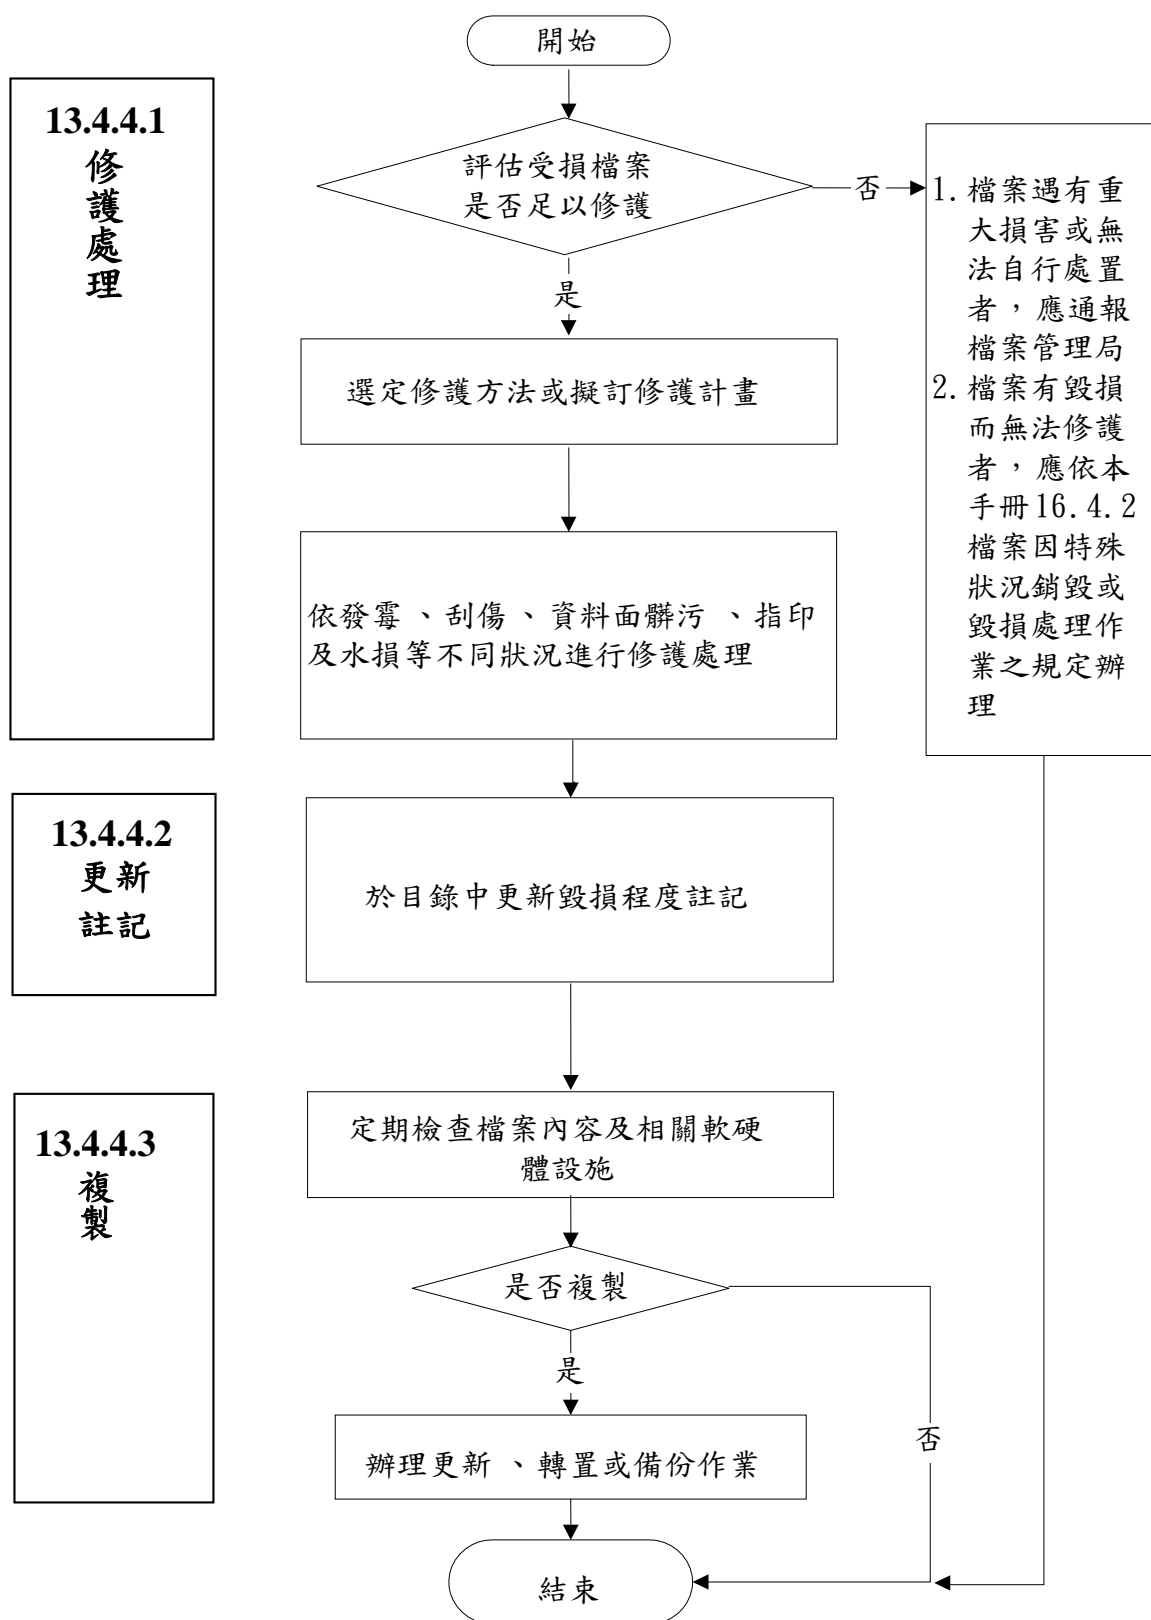 開始
13.4.4.1
修
護
處
理
評估受損檔案
是否足以修護
否
是
1. 檔案遇有重
大損害或無
法自行處置
者，應通報
檔案管理局
2. 檔案有毀損
而無法修護
者，應依本
手冊16.4.2
檔案因特殊
狀況銷毀或
毀損處理作
業之規定辦
理
選定修護方法或擬訂修護計畫
依發霉、刮傷、資料面髒污、指印
及水損等不同狀況進行修護處理
13.4.4.2
更新
註記
於目錄中更新毀損程度註記
13.4.4.3
複
製
定期檢查檔案內容及相關軟硬
體設施
是否複製
是
否
辦理更新、轉置或備份作業
結束